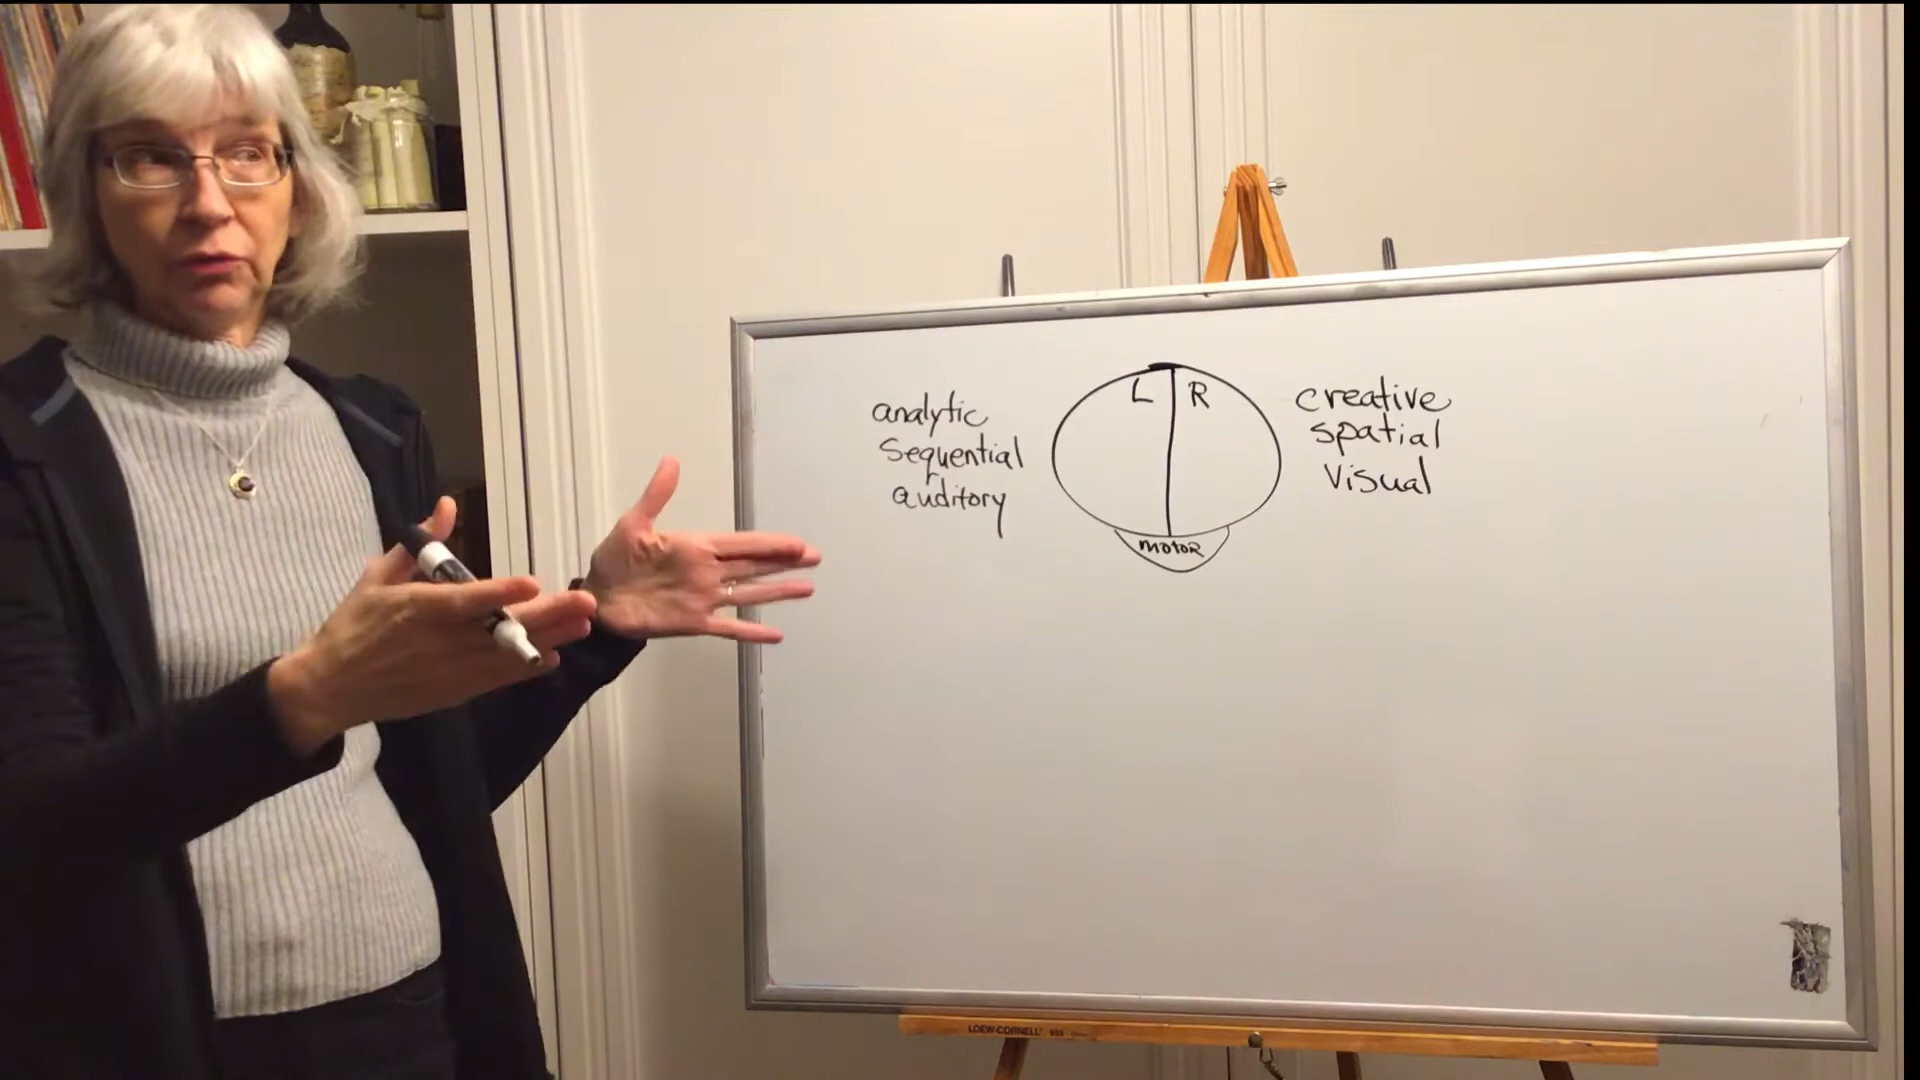 L R
analytic
sequential
auditory
creative
spatial
visual
motor
LOEW-CORNELL